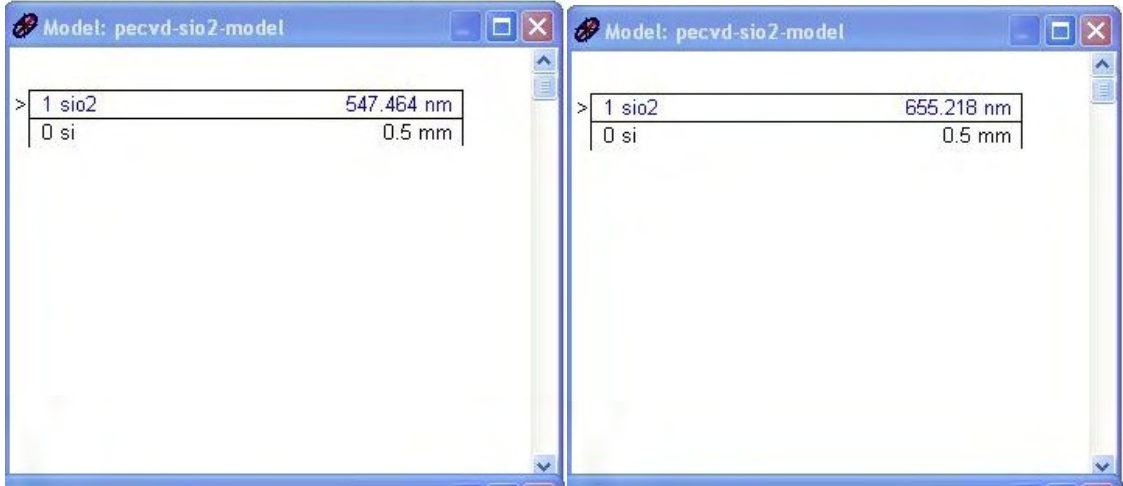 Model: pecvd-sio2-model
> 1 sio2 547.464 nm
0 si 0.5 mm
Model: pecvd-sio2-model
> 1 sio2 655.218 nm
0 si 0.5 mm